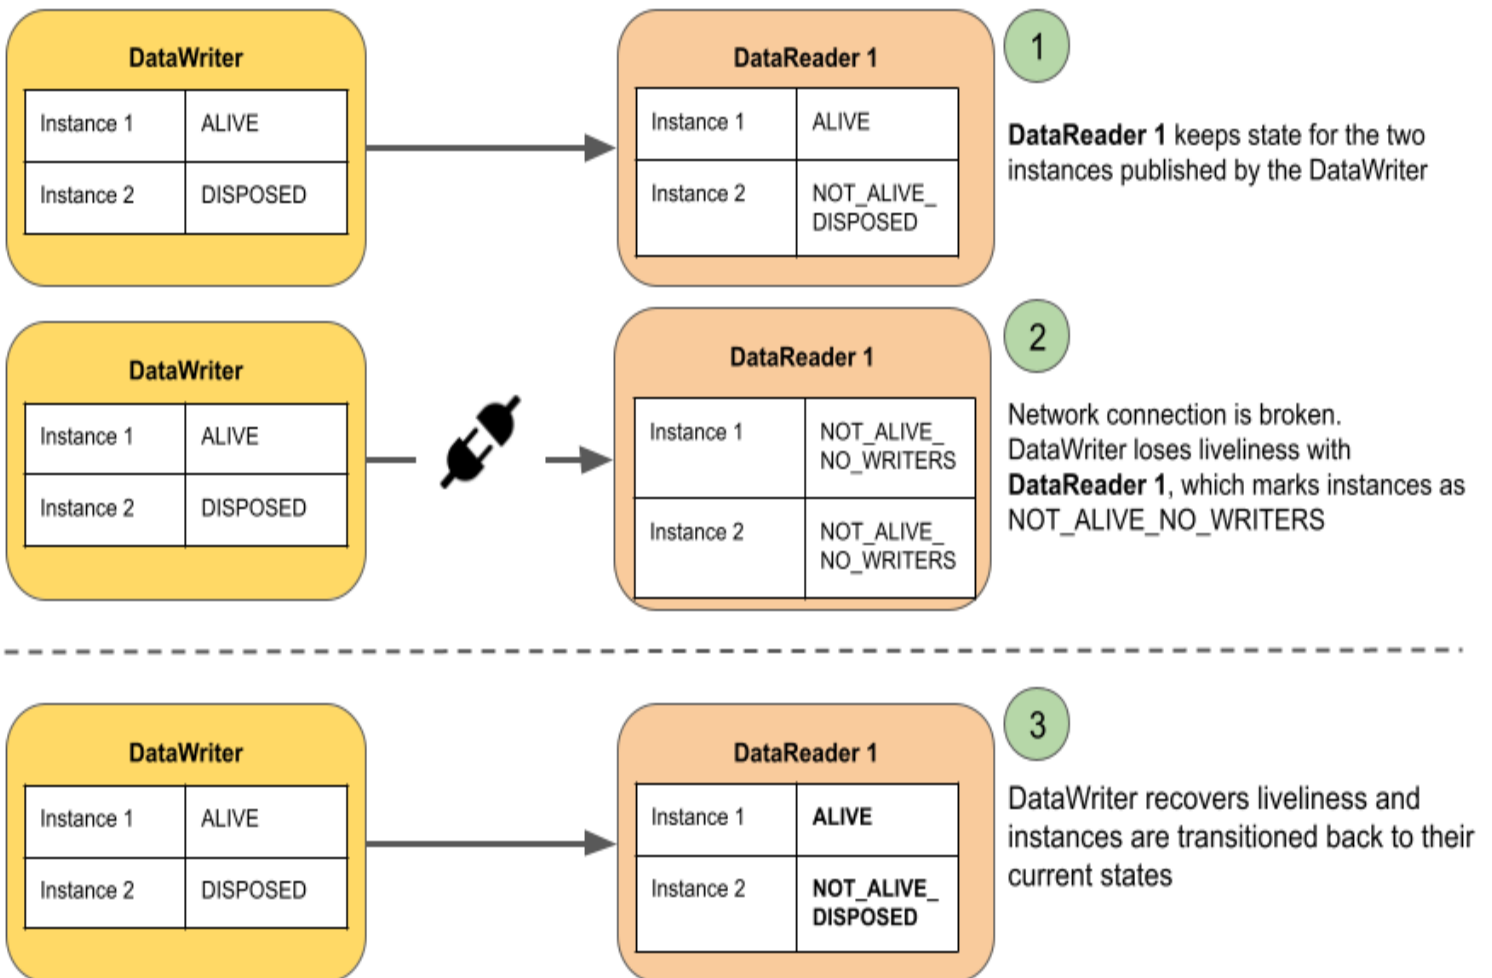 DataWriter
Instance 1 ALIVE
Instance 2 DISPOSED
DataReader 1
Instance 1 ALIVE
Instance 2 NOT_ALIVE_
DISPOSED
1
DataReader 1 keeps state for the two
instances published by the DataWriter
DataWriter
Instance 1 ALIVE
Instance 2 DISPOSED
DataReader 1
Instance 1 NOT_ALIVE_
NO_WRITERS
Instance 2 NOT_ALIVE_
NO_WRITERS
2
Network connection is broken.
DataWriter loses liveliness with
DataReader 1, which marks instances as
NOT_ALIVE_NO_WRITERS
DataWriter
Instance 1 ALIVE
Instance 2 DISPOSED
DataReader 1
Instance 1 ALIVE
Instance 2 NOT_ALIVE_
DISPOSED
3
DataWriter recovers liveliness and
instances are transitioned back to their
current states